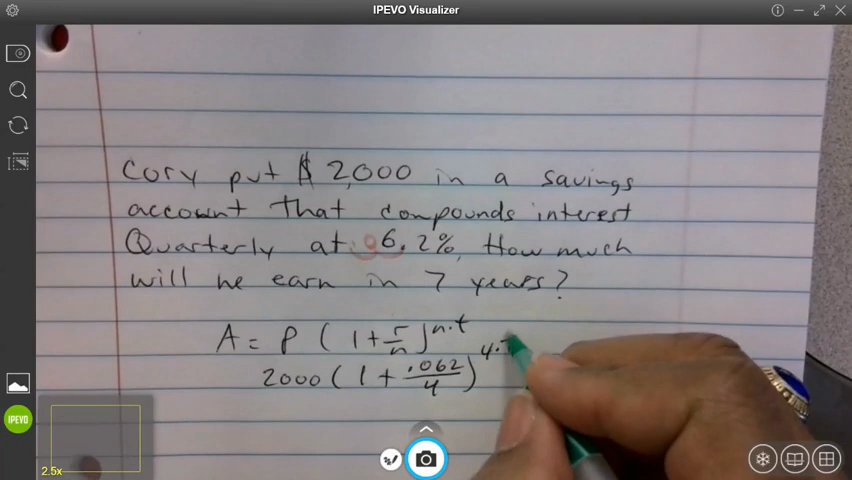 IPEVO Visualizer
Cory put $ 2,000 in a savings
account that compounds interest
Quarterly at 06.2%. How much
will he earn in 7 years?
A = P ( 1 + r/n )^n·t
2000 ( 1 + .062/4 )^4·
IPEVO
2.5x